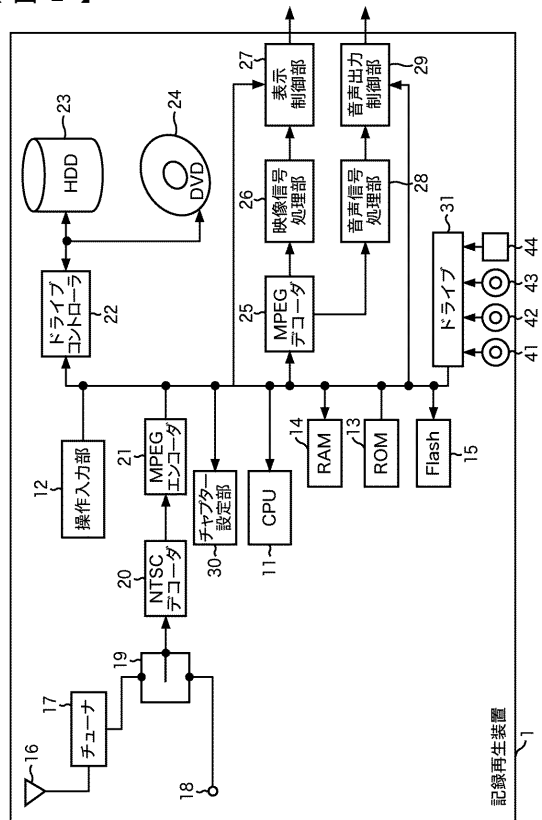 16
17
チューナ
18
19
20
NTSC
デコーダ
21
MPEG
エンコーダ
12
操作入力部
チャプター
設定部
30
CPU
11
RAM
14
ROM
13
Flash
15
ドライブ
コントローラ
22
HDD
23
DVD
24
MPEG
デコーダ
25
映像信号
処理部
26
表示
制御部
27
音声信号
処理部
28
音声出力
制御部
29
ドライブ
31
41
42
43
44
記録再生装置
1